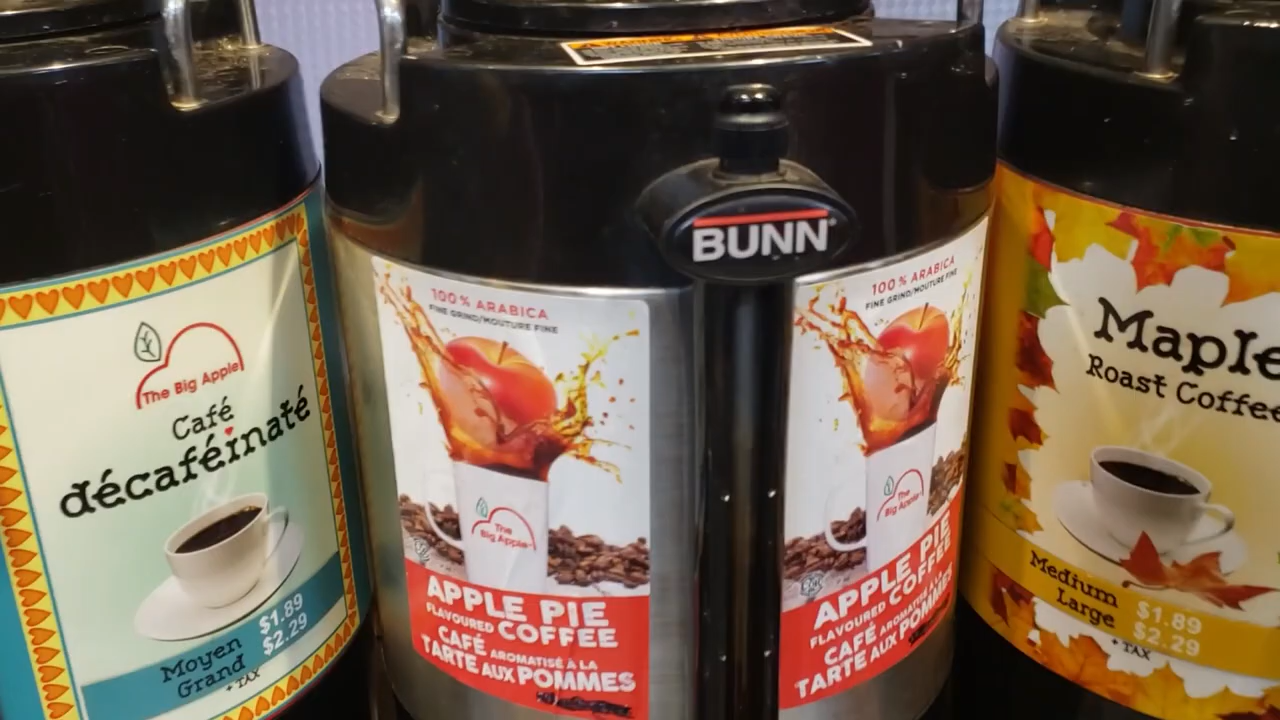 The Big Apple
Café
décaféinaté
Moyen $1.89
Grand $2.29
+ TAX
BUNN
100% ARABICA
FINE GRIND/MOUTURE FINE
The
Big Apple
APPLE PIE
FLAVOURED COFFEE
CAFÉ AROMATISÉ À LA
TARTE AUX POMMES
100% ARABICA
FINE GRIND/MOUTURE FINE
The
Big Apple
APPLE PIE
FLAVOURED COFFEE
CAFÉ AROMATISÉ À LA
TARTE AUX POMMES
Maple
Roast Coffee
Medium $1.89
Large $2.29
+ TAX